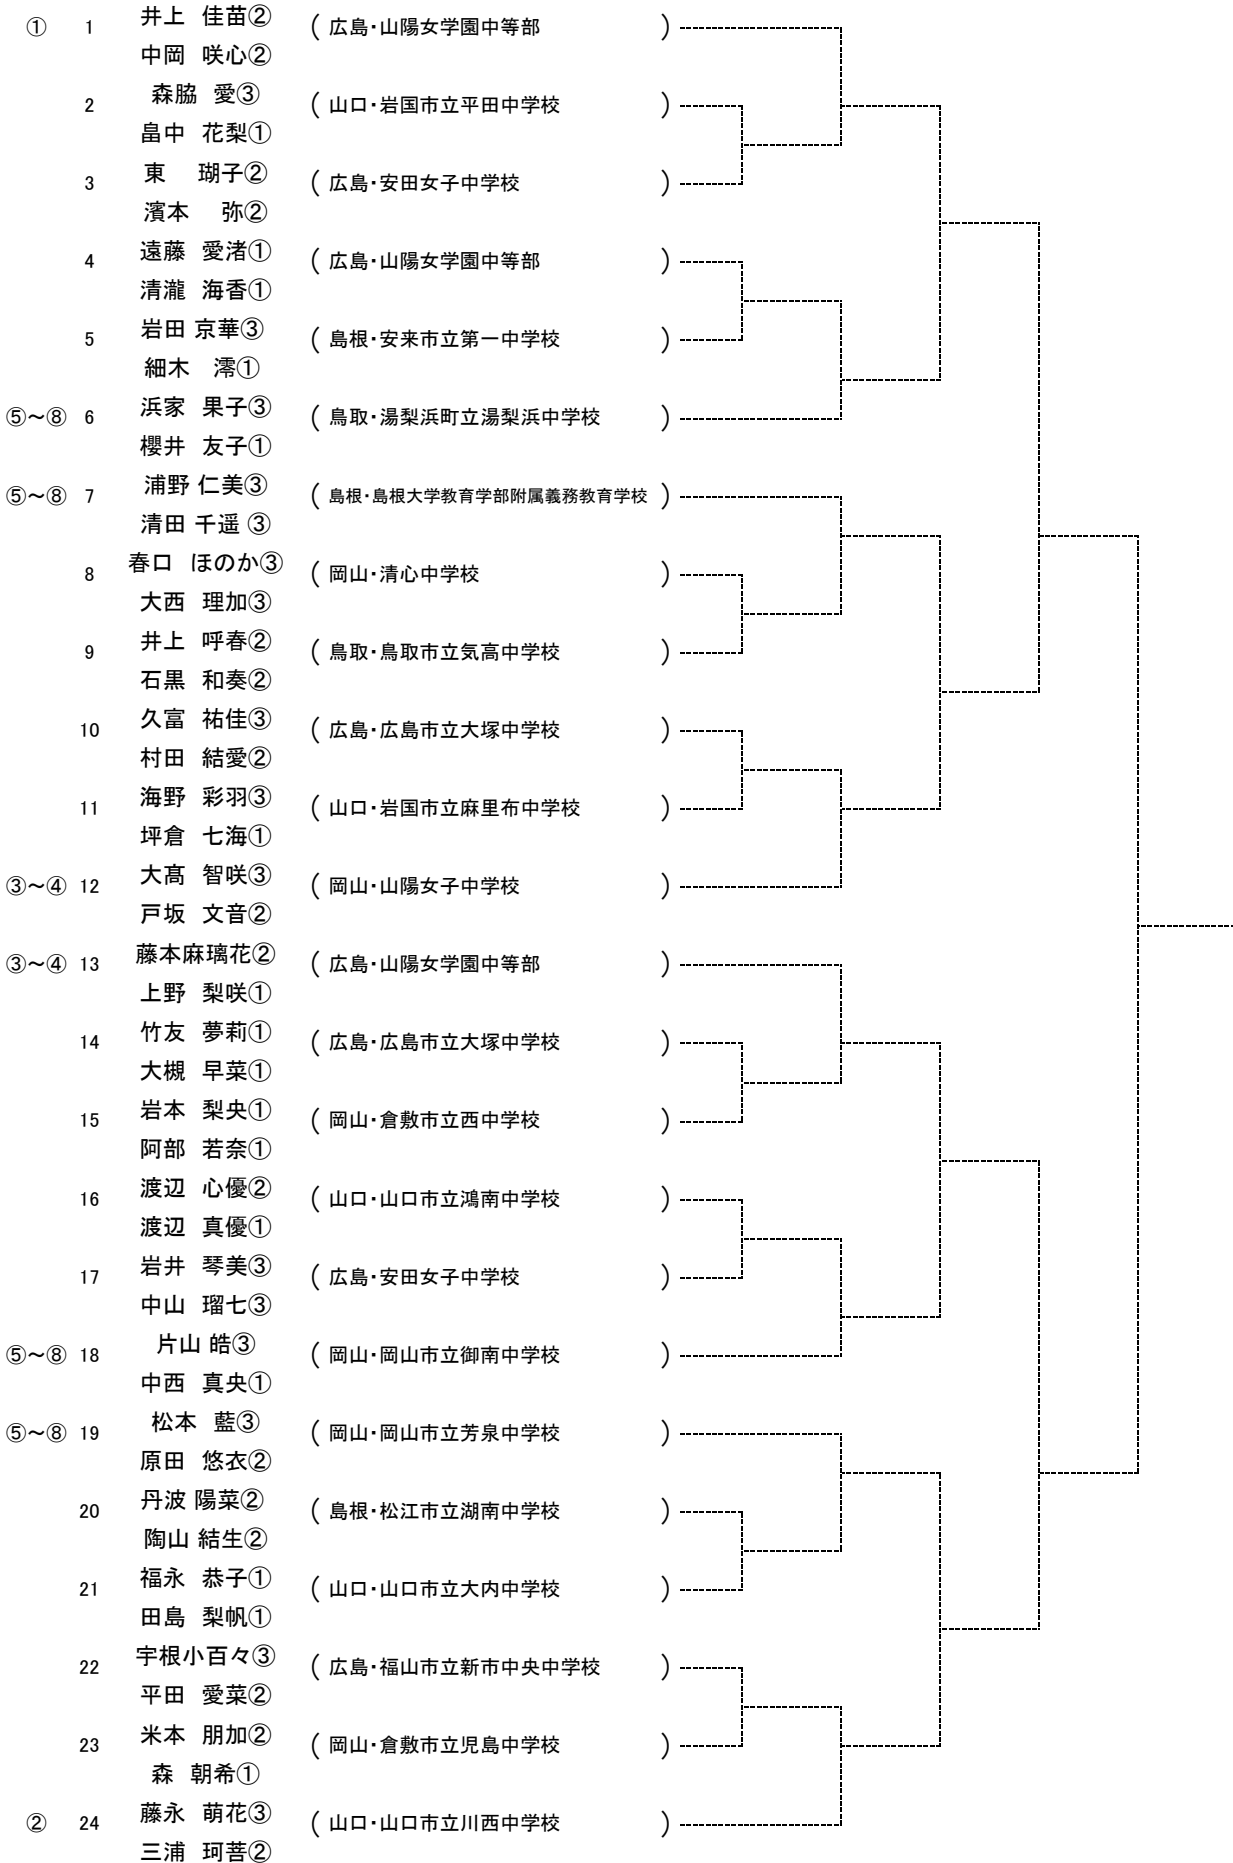 井上 佳苗②
① 1 ( 広島・山陽女学園中等部 )
中岡 咲心②
森脇 愛③
2 ( 山口・岩国市立平田中学校 )
畠中 花梨①
東 瑚子②
3 ( 広島・安田女子中学校 )
濱本 弥②
遠藤 愛渚①
4 ( 広島・山陽女学園中等部 )
清瀧 海香①
岩田 京華③
5 ( 島根・安来市立第一中学校 )
細木 澪①
浜家 果子③
⑤～⑧ 6 ( 鳥取・湯梨浜町立湯梨浜中学校 )
櫻井 友子①
浦野 仁美③
⑤～⑧ 7 ( 島根・島根大学教育学部附属義務教育学校 )
清田 千遥 ③
春口 ほのか③
8 ( 岡山・清心中学校 )
大西 理加③
井上 呼春②
9 ( 鳥取・鳥取市立気高中学校 )
石黒 和奏②
久富 祐佳③
10 ( 広島・広島市立大塚中学校 )
村田 結愛②
海野 彩羽③
11 ( 山口・岩国市立麻里布中学校 )
坪倉 七海①
大髙 智咲③
③～④ 12 ( 岡山・山陽女子中学校 )
戸坂 文音②
藤本麻璃花②
③～④ 13 ( 広島・山陽女学園中等部 )
上野 梨咲①
竹友 夢莉①
14 ( 広島・広島市立大塚中学校 )
大槻 早菜①
岩本 梨央①
15 ( 岡山・倉敷市立西中学校 )
阿部 若奈①
渡辺 心優②
16 ( 山口・山口市立鴻南中学校 )
渡辺 真優①
岩井 琴美③
17 ( 広島・安田女子中学校 )
中山 瑠七③
片山 皓③
⑤～⑧ 18 ( 岡山・岡山市立御南中学校 )
中西 真央①
松本 藍③
⑤～⑧ 19 ( 岡山・岡山市立芳泉中学校 )
原田 悠衣②
丹波 陽菜②
20 ( 島根・松江市立湖南中学校 )
陶山 結生②
福永 恭子①
21 ( 山口・山口市立大内中学校 )
田島 梨帆①
宇根小百々③
22 ( 広島・福山市立新市中央中学校 )
平田 愛菜②
米本 朋加②
23 ( 岡山・倉敷市立児島中学校 )
森 朝希①
藤永 萌花③
② 24 ( 山口・山口市立川西中学校 )
三浦 珂菩②